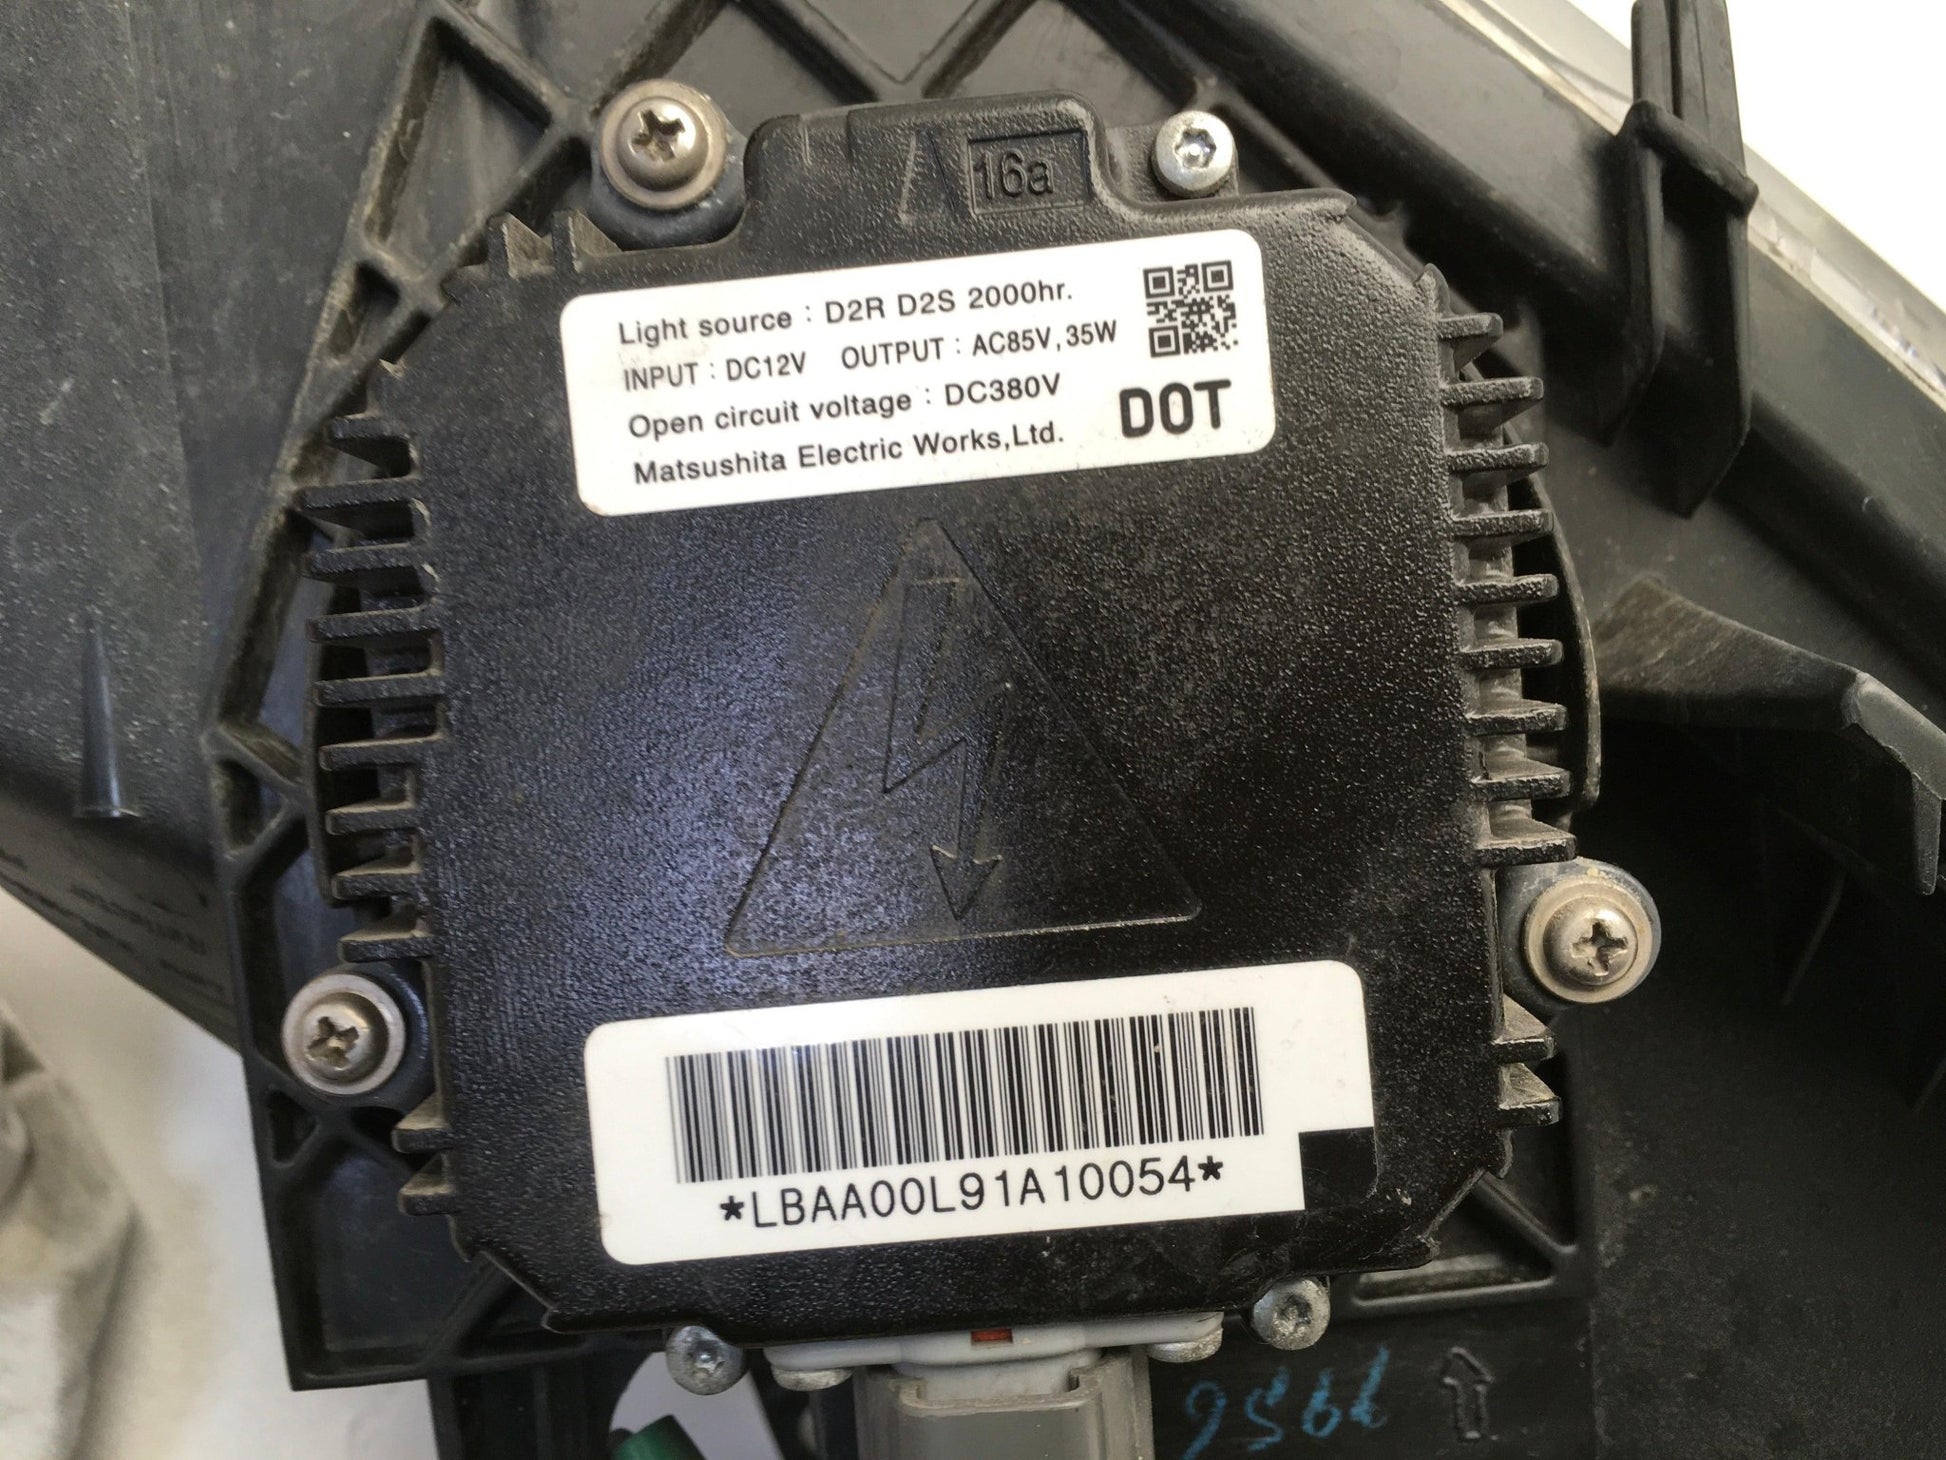 16a
Light source : D2R D2S 2000hr.
INPUT : DC12V OUTPUT : AC85V, 35W
Open circuit voltage : DC380V
Matsushita Electric Works,Ltd.
DOT
*LBAA00L91A10054*